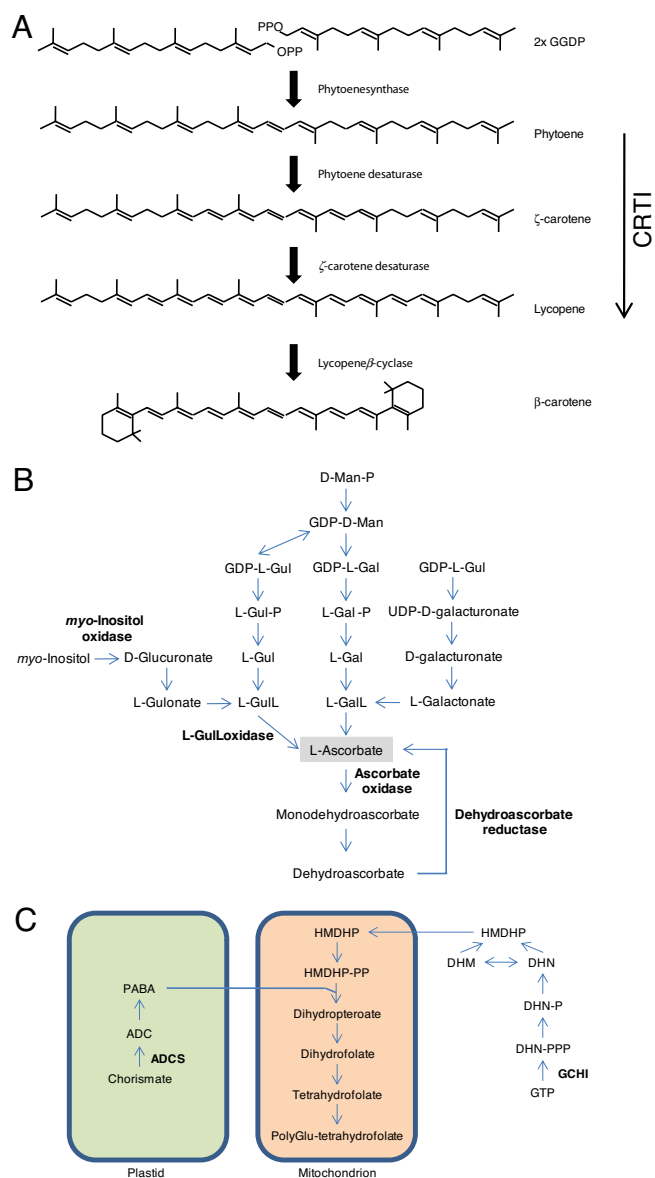 A
PPO
OPP
2x GGDP
Phytoenesynthase
Phytoene
Phytoene desaturase
ζ-carotene
CRTI
ζ-carotene desaturase
Lycopene
Lycopeneβ-cyclase
β-carotene
B
D-Man-P
GDP-D-Man
GDP-L-Gul
GDP-L-Gal
GDP-L-Gul
L-Gul-P
L-Gal -P
UDP-D-galacturonate
myo-Inositol
oxidase
myo-Inositol
D-Glucuronate
L-Gul
L-Gal
D-galacturonate
L-Gulonate
L-GulL
L-GalL
L-Galactonate
L-GulLoxidase
L-Ascorbate
Ascorbate
oxidase
Monodehydroascorbate
Dehydroascorbate
reductase
Dehydroascorbate
C
HMDHP
HMDHP
DHM
DHN
HMDHP-PP
PABA
DHN-P
Dihydropteroate
ADC
DHN-PPP
ADCS
Dihydrofolate
Chorismate
GCHI
Tetrahydrofolate
GTP
PolyGlu-tetrahydrofolate
Plastid
Mitochondrion